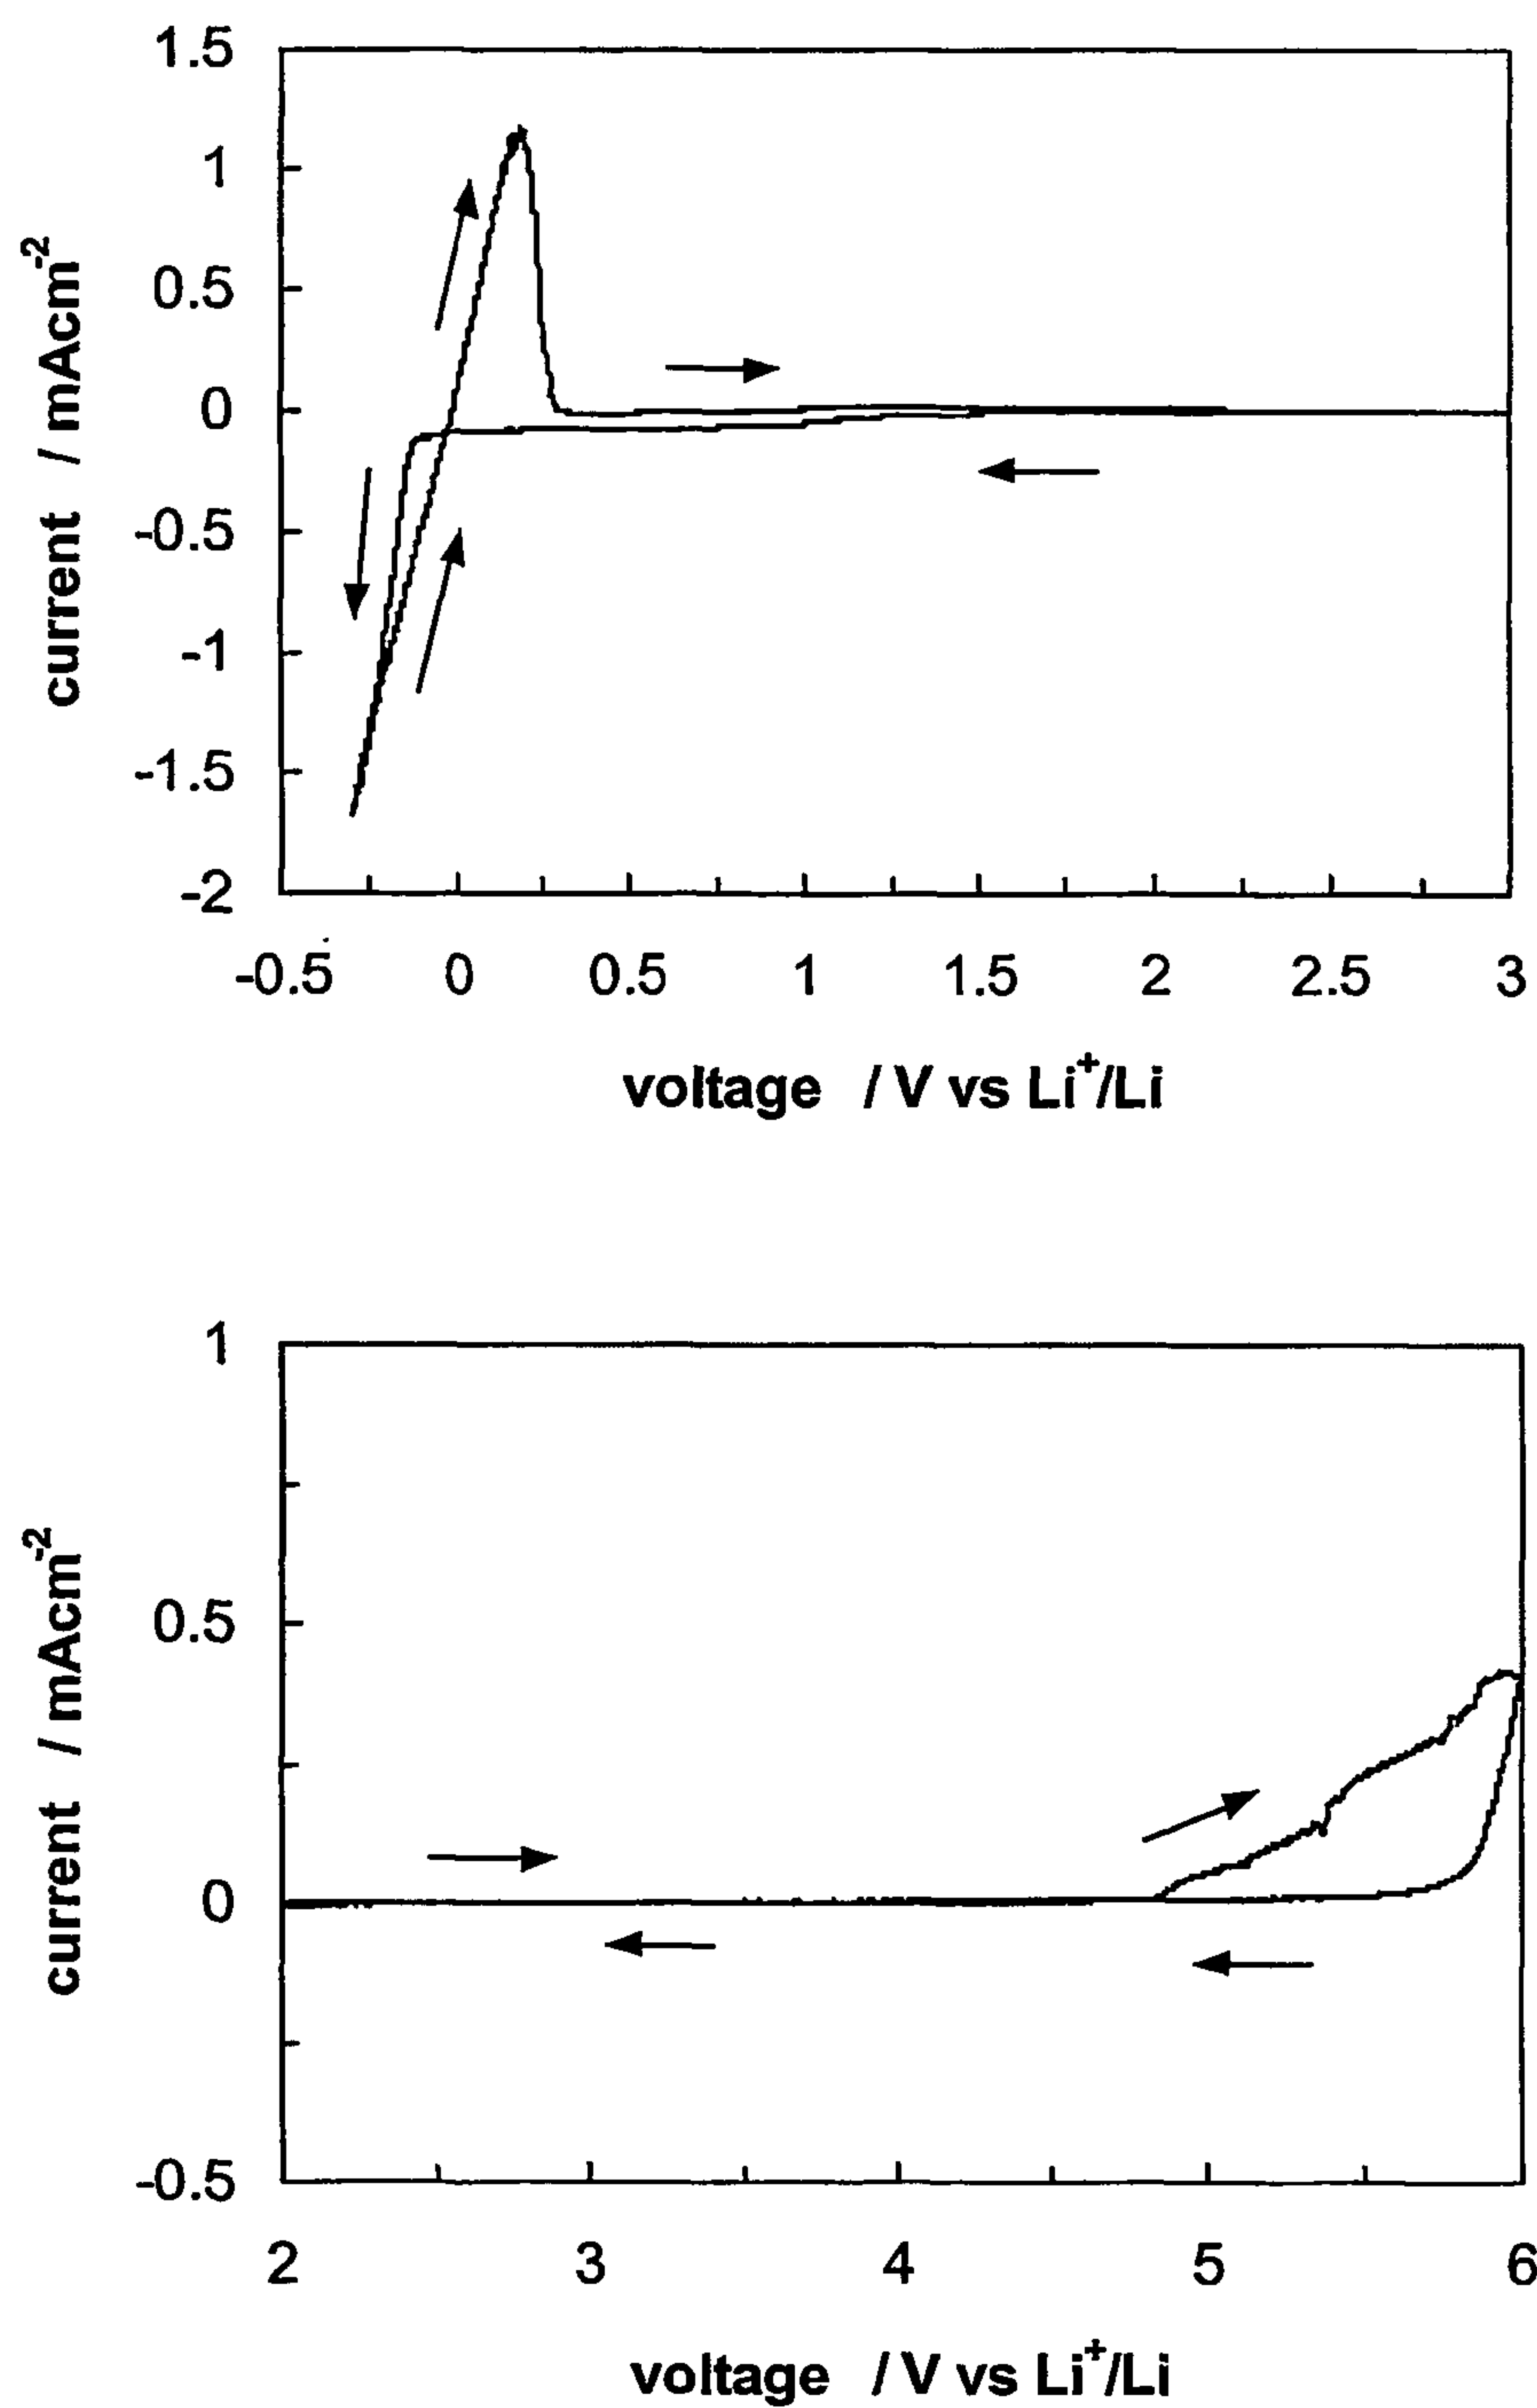 1.5
1
0.5
0
-0.5
-1
-1.5
-2
current / mAcm⁻²
-0.5 0 0.5 1 1.5 2 2.5 3
voltage / V vs Li⁺/Li
1
0.5
0
-0.5
current / mAcm⁻²
2 3 4 5 6
voltage / V vs Li⁺/Li